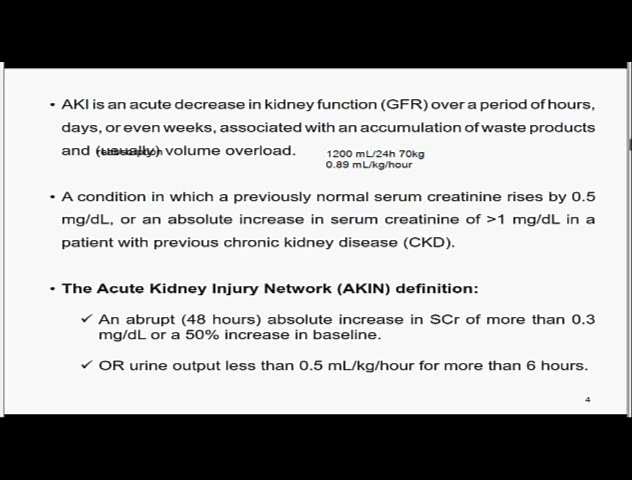 • AKI is an acute decrease in kidney function (GFR) over a period of hours,
days, or even weeks, associated with an accumulation of waste products
and (usually) volume overload.
1200 mL/24h 70kg
0.89 mL/kg/hour
• A condition in which a previously normal serum creatinine rises by 0.5
mg/dL, or an absolute increase in serum creatinine of >1 mg/dL in a
patient with previous chronic kidney disease (CKD).
• The Acute Kidney Injury Network (AKIN) definition:
✓ An abrupt (48 hours) absolute increase in SCr of more than 0.3
mg/dL or a 50% increase in baseline.
✓ OR urine output less than 0.5 mL/kg/hour for more than 6 hours.
4